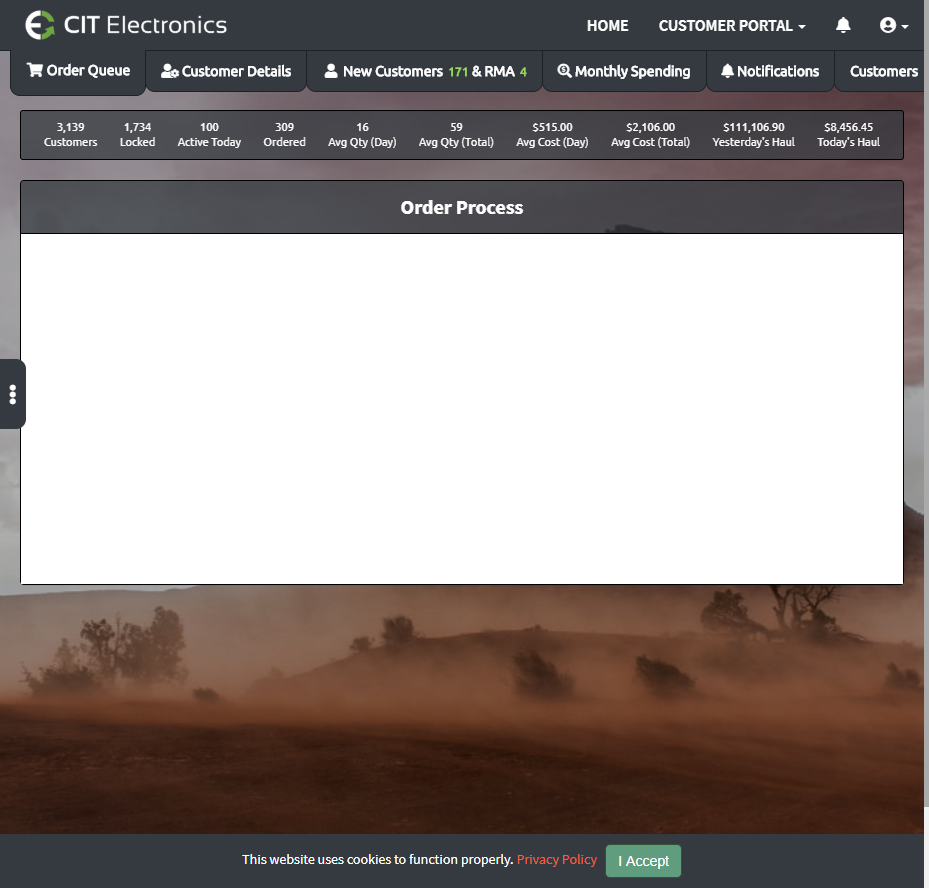 CIT Electronics
HOME
CUSTOMER PORTAL
Order Queue
Customer Details
New Customers 171 & RMA 4
Monthly Spending
Notifications
Customers
3,139
Customers
1,734
Locked
100
Active Today
309
Ordered
16
Avg Qty (Day)
59
Avg Qty (Total)
$515.00
Avg Cost (Day)
$2,106.00
Avg Cost (Total)
$111,106.90
Yesterday's Haul
$8,456.45
Today's Haul
Order Process
This website uses cookies to function properly. Privacy Policy
I Accept